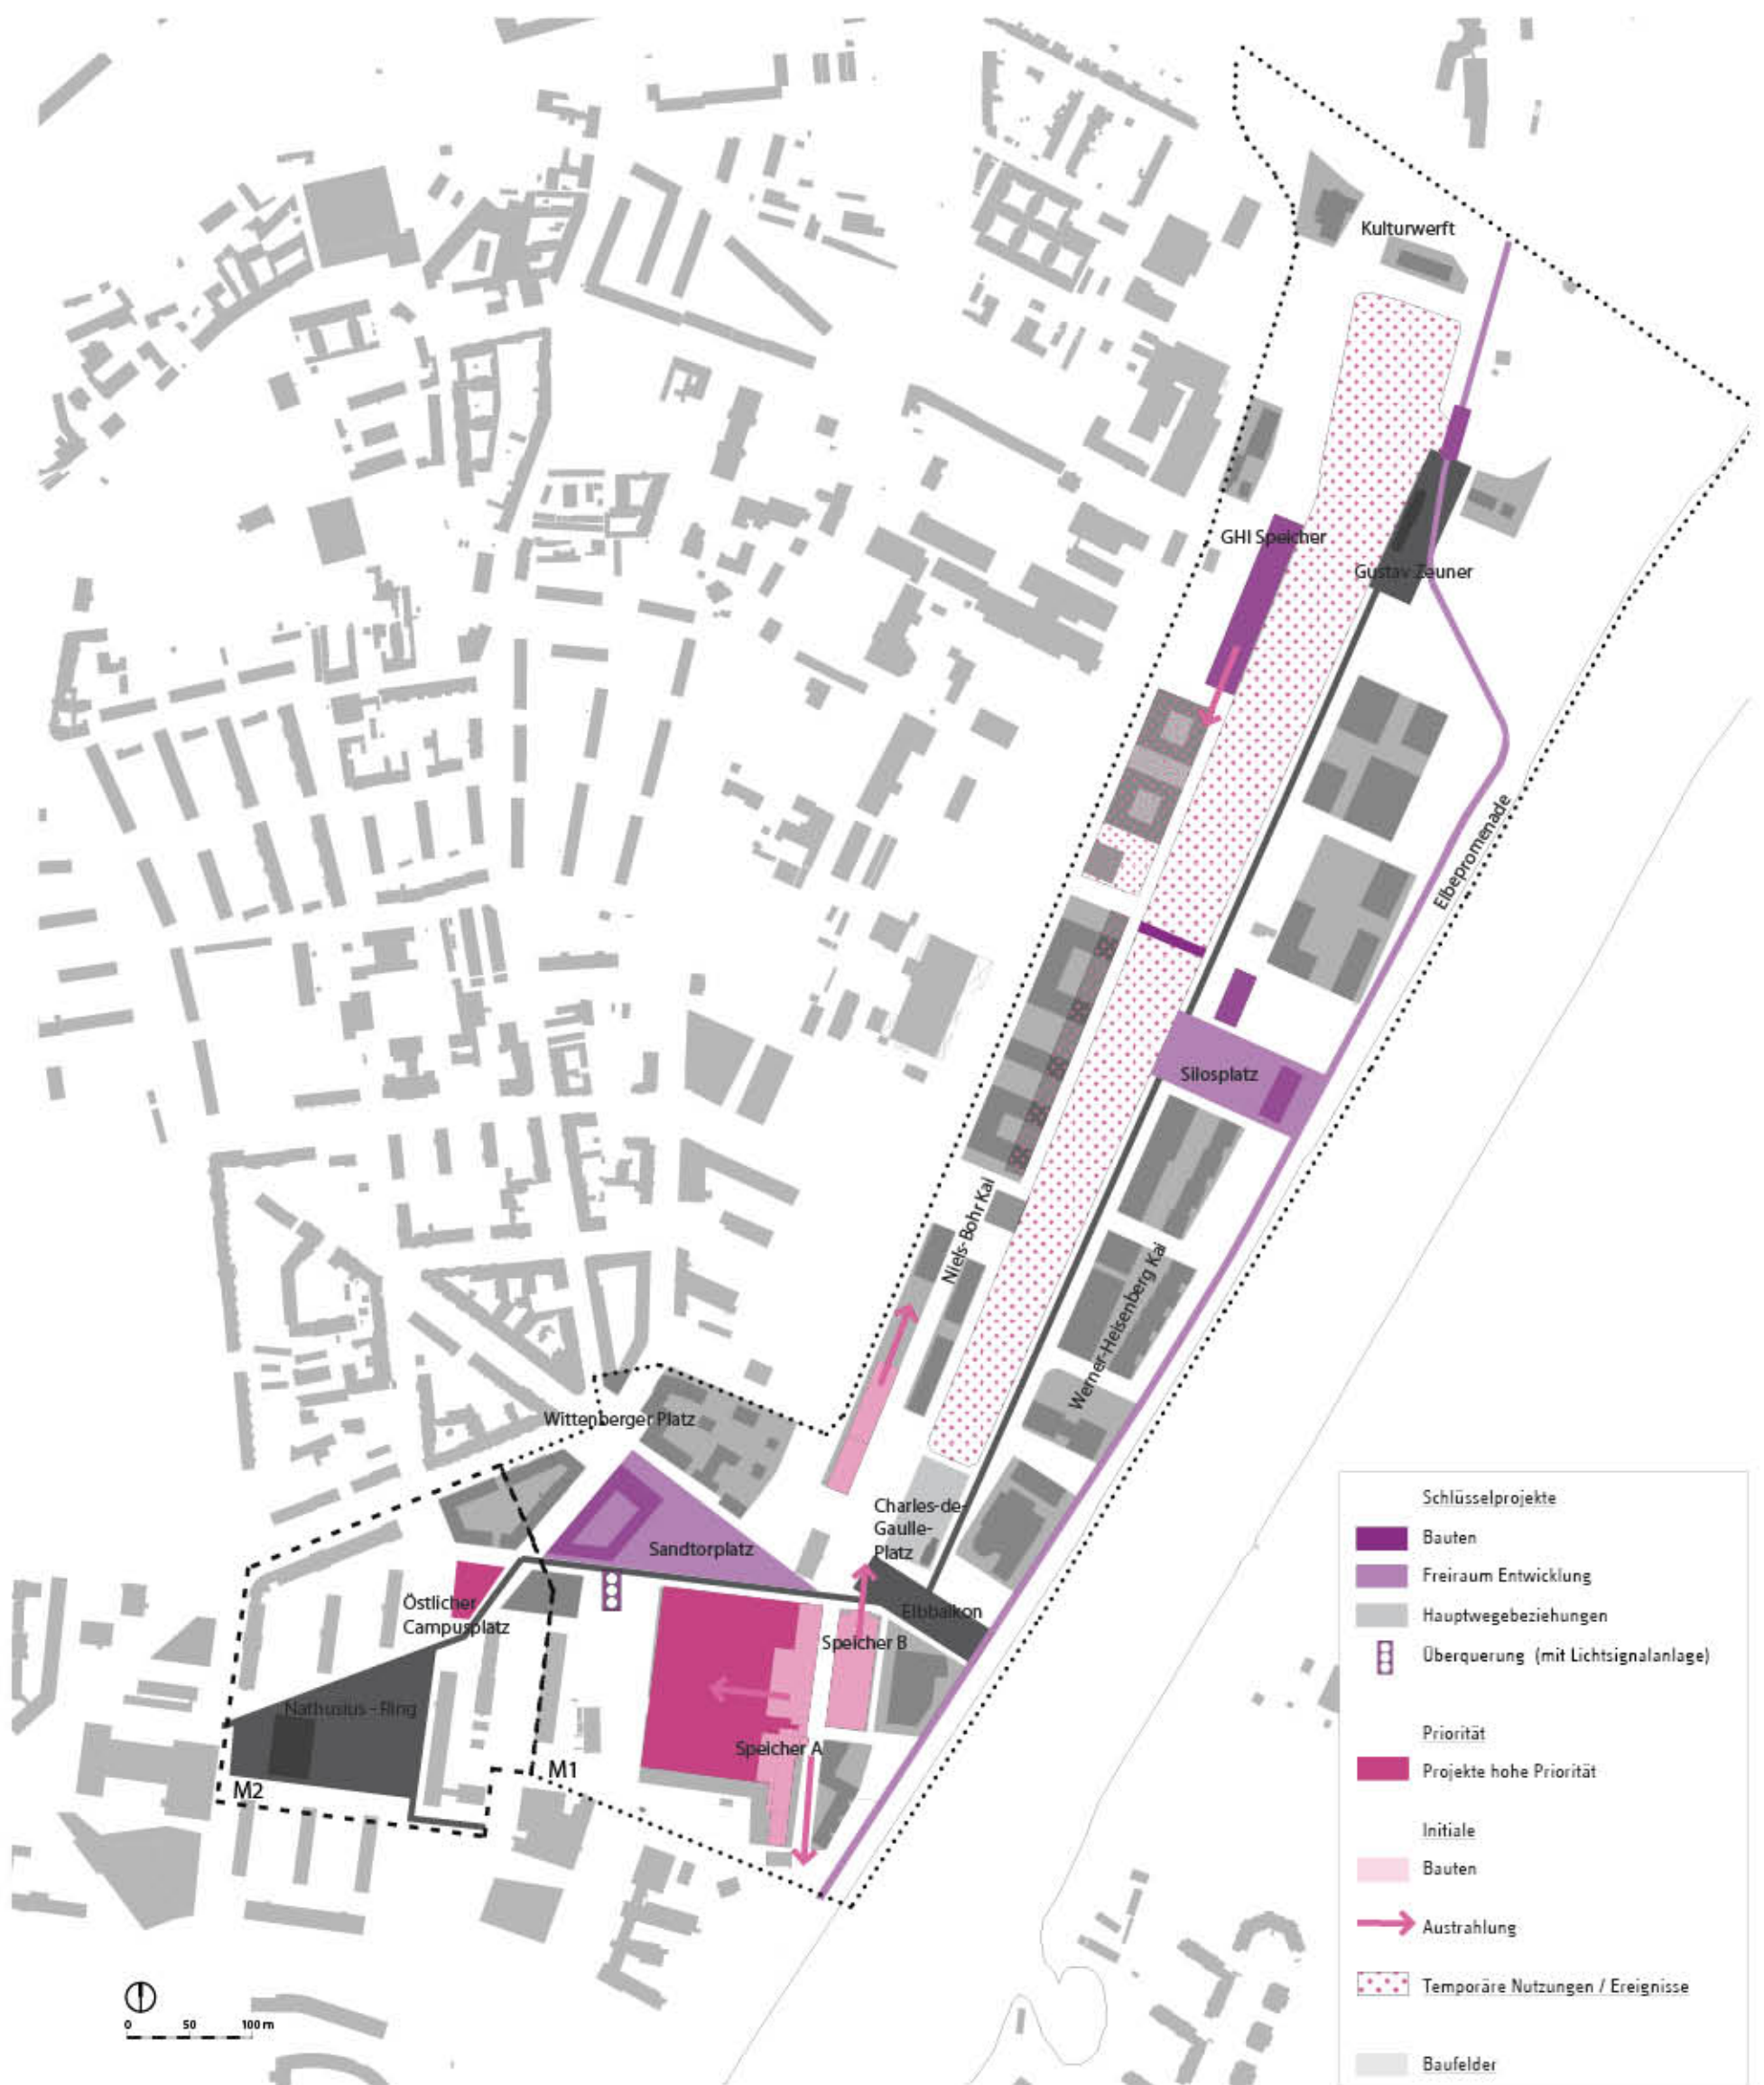 Kulturwerft
GHI Speicher
Gustav Zeuner
Elbepromenade
Silosplatz
Niels-Bohr Kai
Werner-Heisenberg Kai
Wittenberger Platz
Charles-de-
Gaulle-
Platz
Sandtorplatz
Östlicher
Campusplatz
Elbbalkon
Speicher B
Nathusius - Ring
Speicher A
M1
M2
0 50 100 m
Schlüsselprojekte
Bauten
Freiraum Entwicklung
Hauptwegebeziehungen
Überquerung (mit Lichtsignalanlage)
Priorität
Projekte hohe Priorität
Initiale
Bauten
Austrahlung
Temporäre Nutzungen / Ereignisse
Baufelder